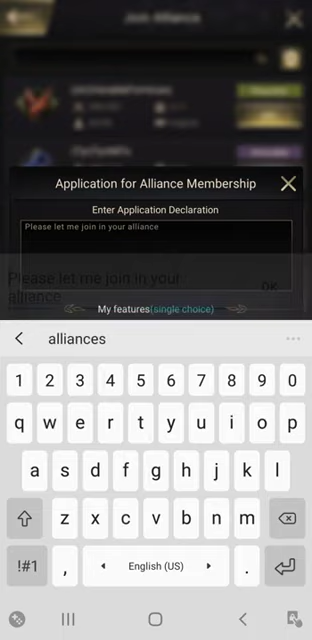 Join Alliance
Application for Alliance Membership
Enter Application Declaration
Please let me join in your alliance
Please let me join in your
alliance
OK
My features(single choice)
alliances
1 2 3 4 5 6 7 8 9 0
q w e r t y u i o p
a s d f g h j k l
z x c v b n m
!#1 , English (US) .